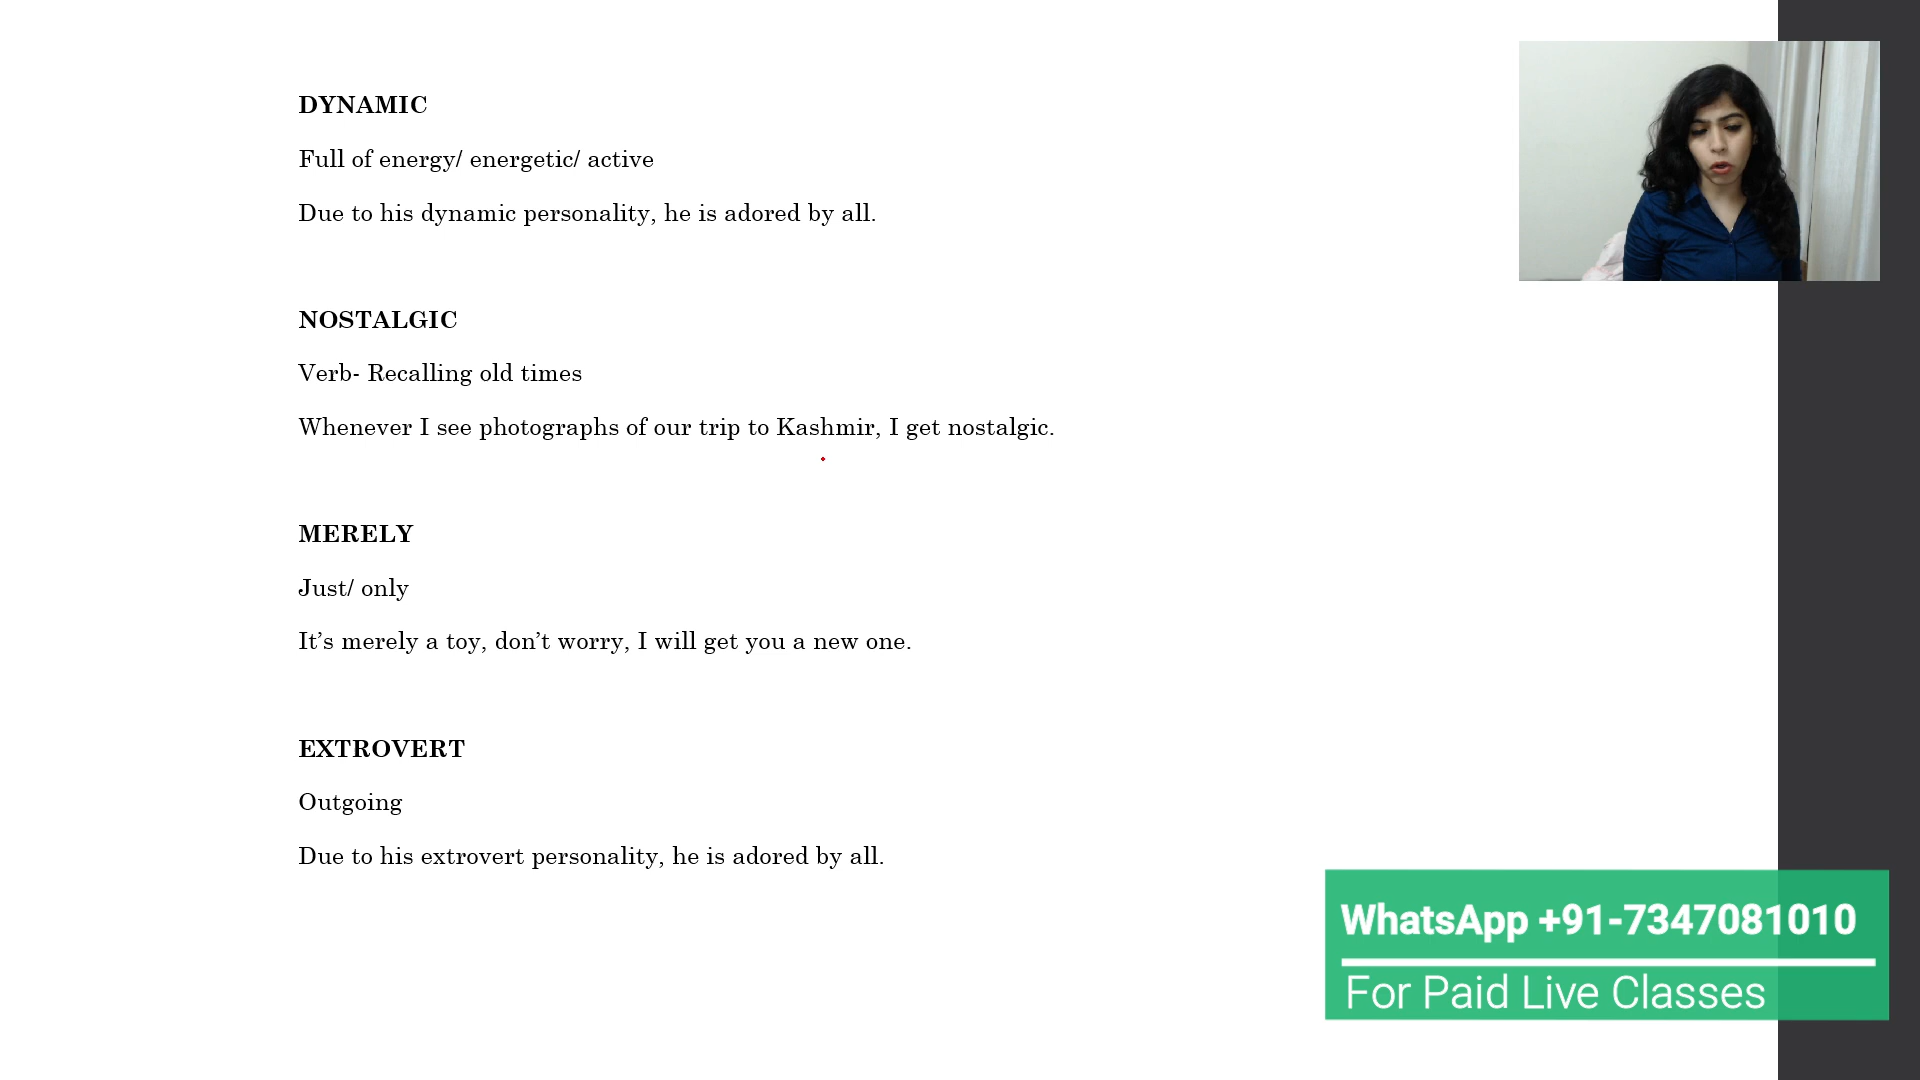 DYNAMIC
Full of energy/ energetic/ active
Due to his dynamic personality, he is adored by all.
NOSTALGIC
Verb- Recalling old times
Whenever I see photographs of our trip to Kashmir, I get nostalgic.
MERELY
Just/ only
It’s merely a toy, don’t worry, I will get you a new one.
EXTROVERT
Outgoing
Due to his extrovert personality, he is adored by all.
WhatsApp +91-7347081010
For Paid Live Classes